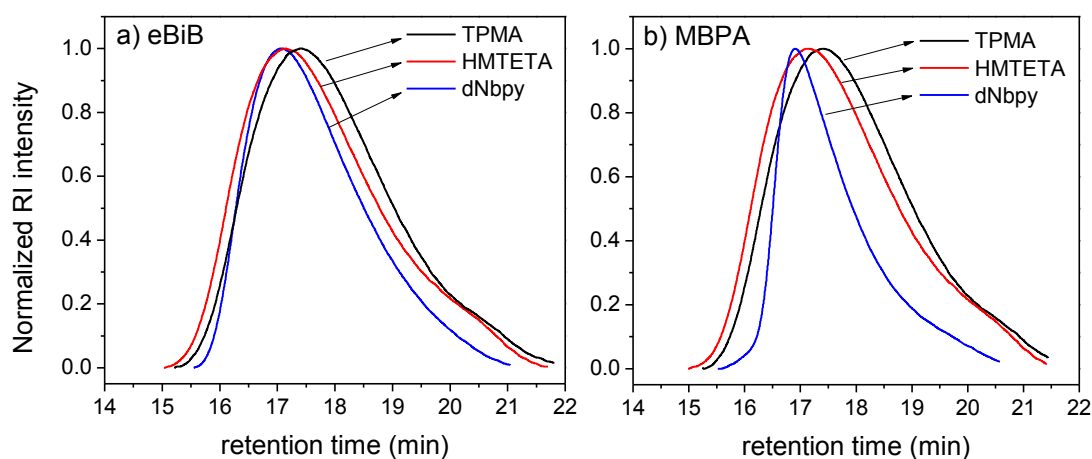 a) eBiB
TPMA
HMTETA
dNbpy
Normalized RI intensity
1.0
0.8
0.6
0.4
0.2
0.0
14 15 16 17 18 19 20 21 22
retention time (min)
b) MBPA
TPMA
HMTETA
dNbpy
1.0
0.8
0.6
0.4
0.2
0.0
14 15 16 17 18 19 20 21 22
retention time (min)